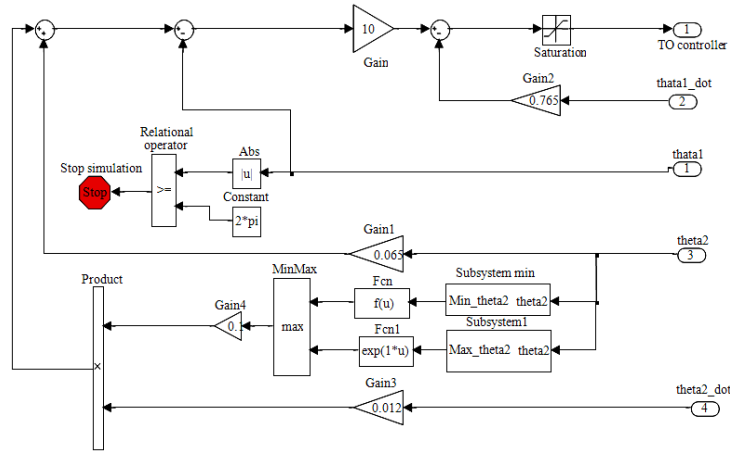 +
+
+
-
10
Gain
+
-
Saturation
1
TO controller
Gain2
0.765
thata1_dot
2
Relational
operator
>=
Stop simulation
Stop
Abs
|u|
thata1
1
Constant
2*pi
Gain1
0.065
theta2
3
Product
×
MinMax
max
Gain4
0.
Fcn
f(u)
Subsystem min
Min_theta2 theta2
Fcn1
exp(1*u)
Subsystem1
Max_theta2 theta2
Gain3
0.012
theta2_dot
4